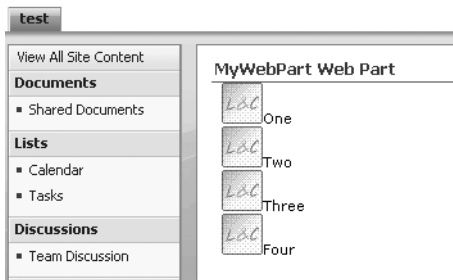 test
View All Site Content
Documents
Shared Documents
Lists
Calendar
Tasks
Discussions
Team Discussion
MyWebPart Web Part
L&C One
L&C Two
L&C Three
L&C Four